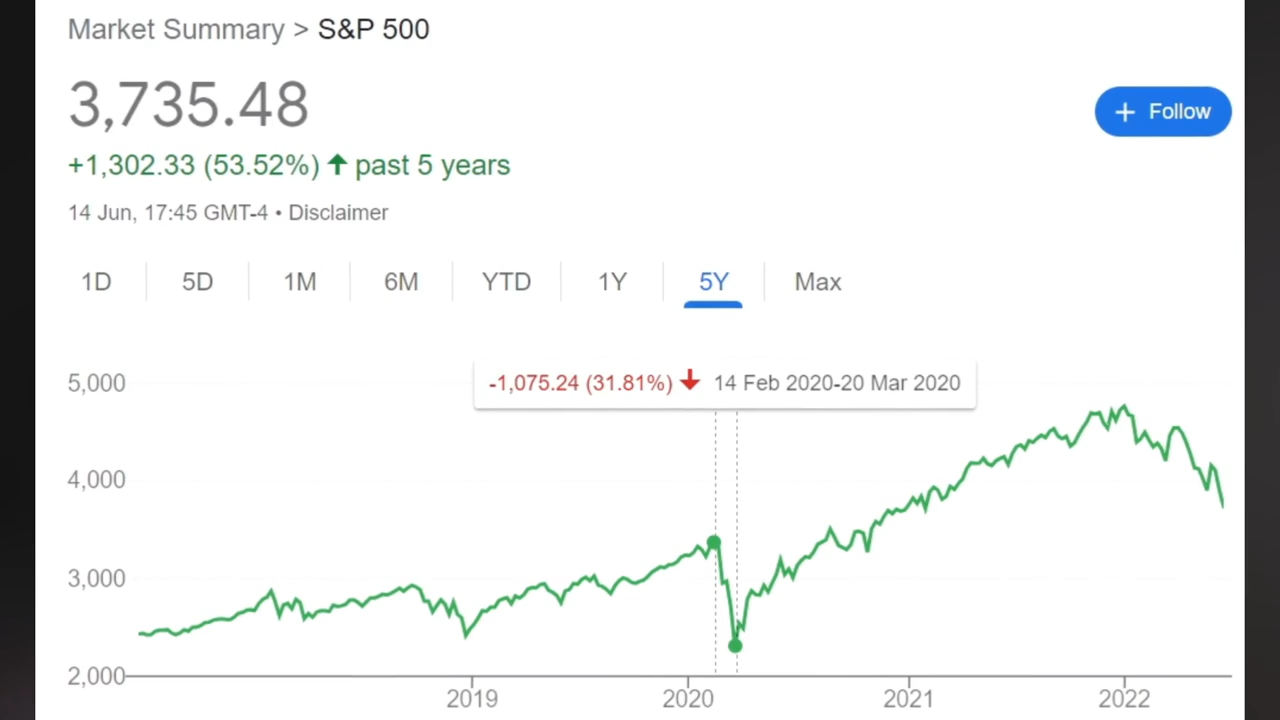 Market Summary > S&P 500
3,735.48
+ Follow
+1,302.33 (53.52%) ↑ past 5 years
14 Jun, 17:45 GMT-4 • Disclaimer
1D 5D 1M 6M YTD 1Y 5Y Max
-1,075.24 (31.81%) ↓ 14 Feb 2020-20 Mar 2020
5,000
4,000
3,000
2,000
2019 2020 2021 2022